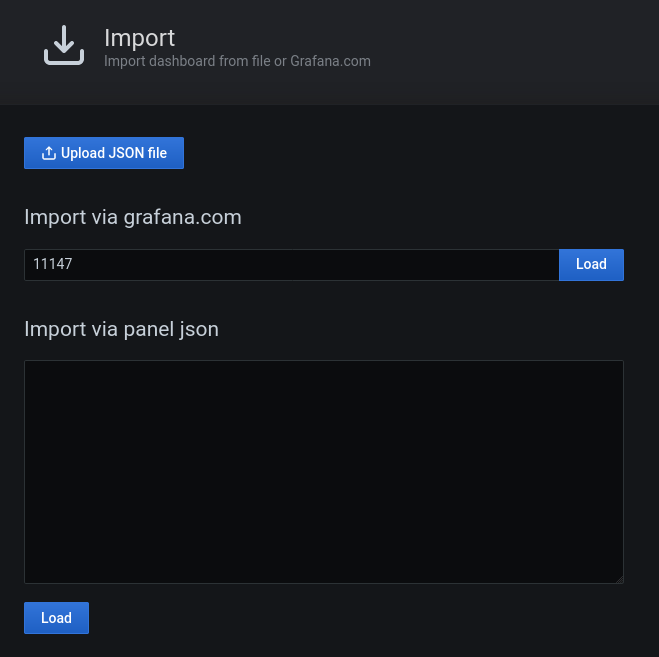 Import
Import dashboard from file or Grafana.com
Upload JSON file
Import via grafana.com
11147
Load
Import via panel json
Load